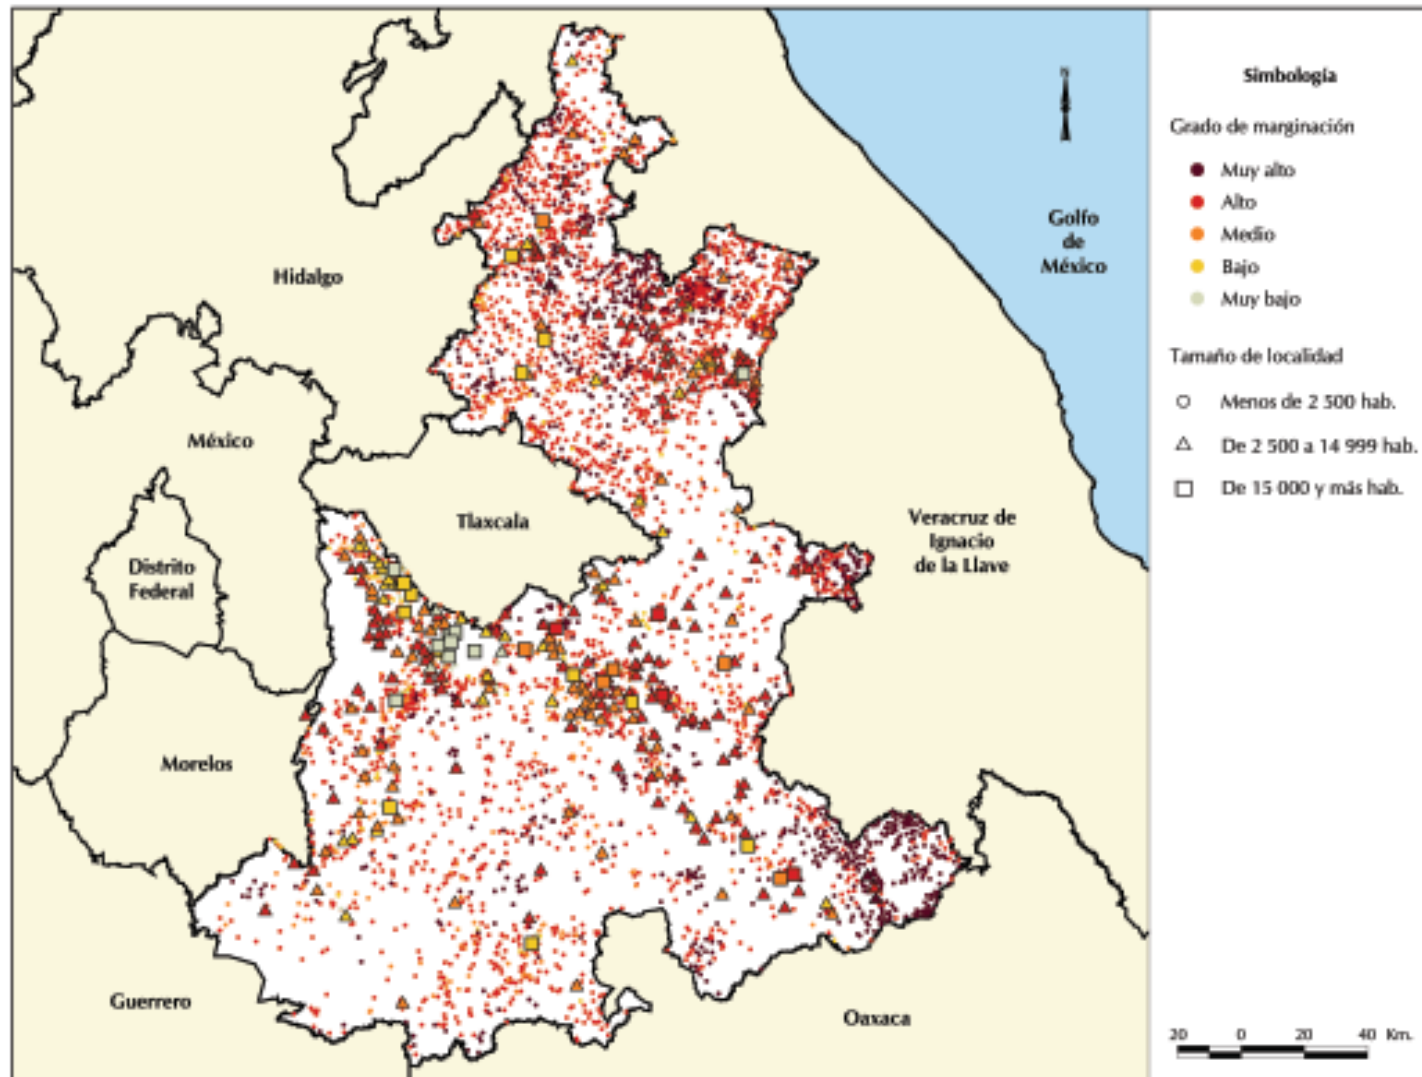 Simbología
Grado de marginación
Muy alto
Alto
Medio
Bajo
Muy bajo
Tamaño de localidad
Menos de 2 500 hab.
De 2 500 a 14 999 hab.
De 15 000 y más hab.
N
Golfo
de
México
Hidalgo
México
Tlaxcala
Distrito
Federal
Veracruz de
Ignacio
de la Llave
Morelos
Guerrero
Oaxaca
20 0 20 40 Km.